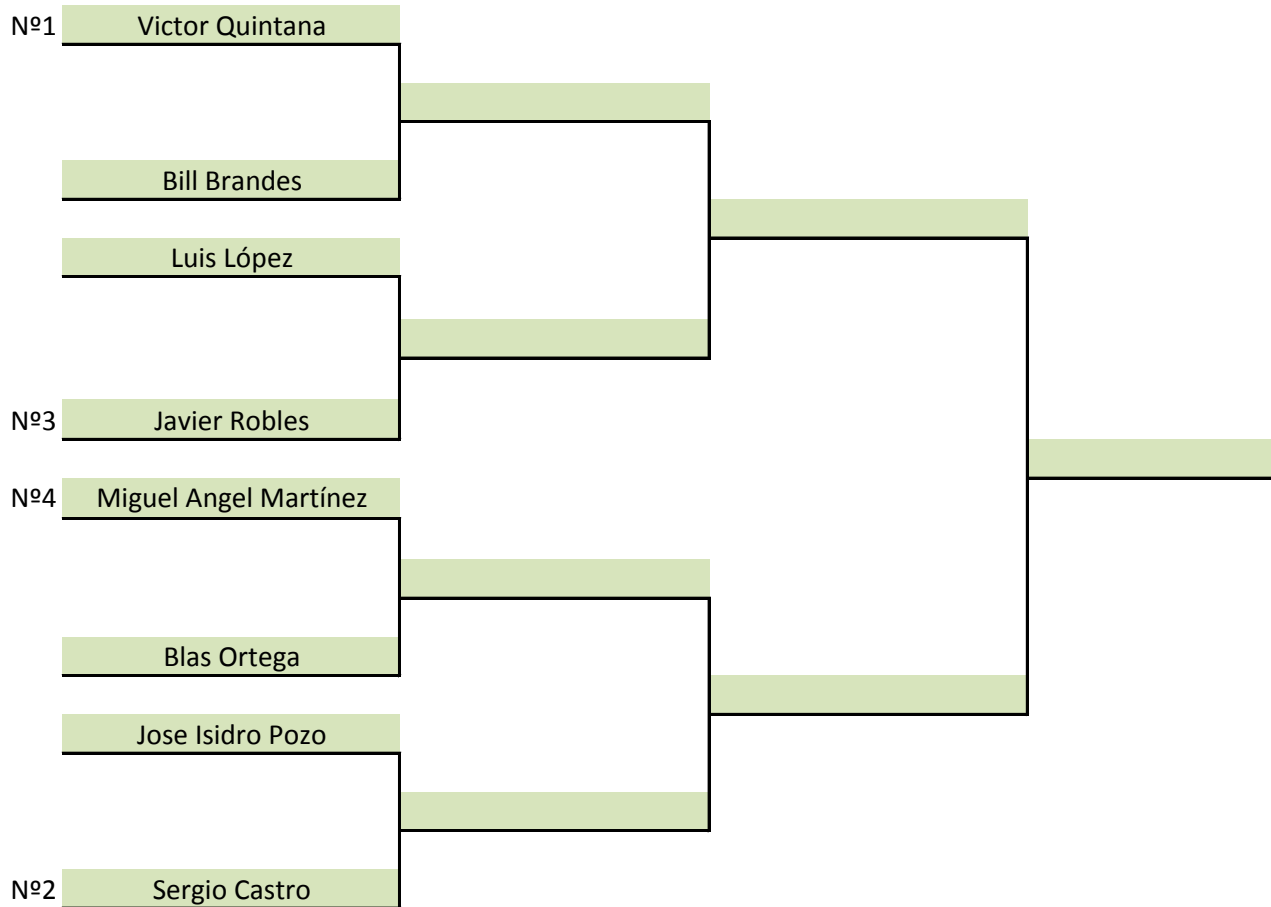 Nº1 Victor Quintana
Bill Brandes
Luis López
Nº3 Javier Robles
Nº4 Miguel Angel Martínez
Blas Ortega
Jose Isidro Pozo
Nº2 Sergio Castro